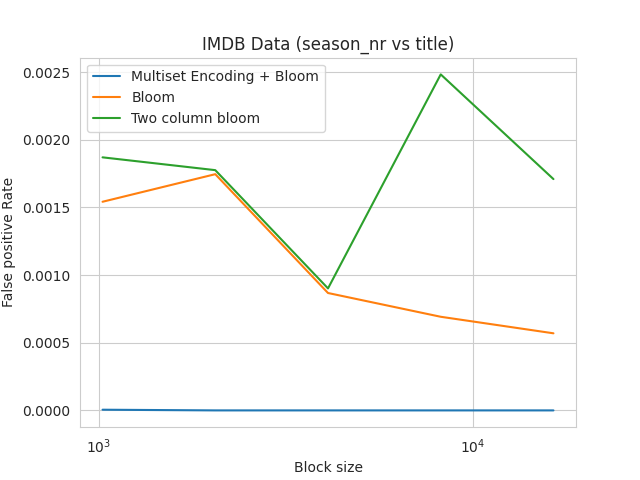 IMDB Data (season_nr vs title)
Multiset Encoding + Bloom
Bloom
Two column bloom
False positive Rate
0.0025
0.0020
0.0015
0.0010
0.0005
0.0000
10³
10⁴
Block size